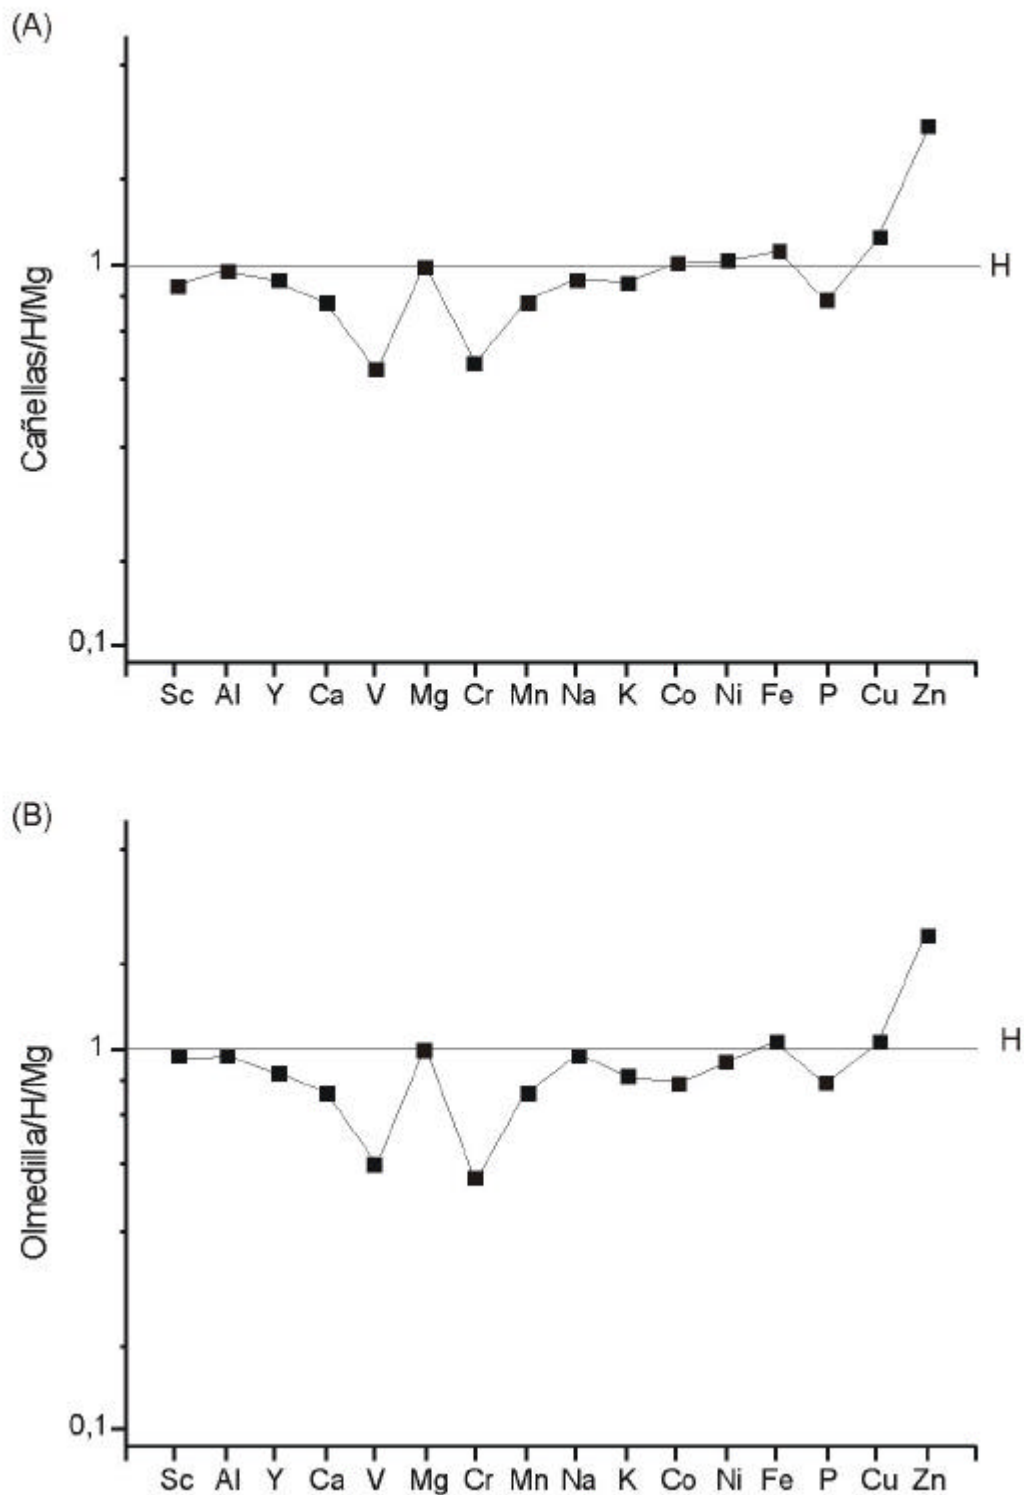 (A)
Cañellas/H/Mg
1
H
0,1
Sc Al Y Ca V Mg Cr Mn Na K Co Ni Fe P Cu Zn
(B)
Olmedilla/H/Mg
1
H
0,1
Sc Al Y Ca V Mg Cr Mn Na K Co Ni Fe P Cu Zn